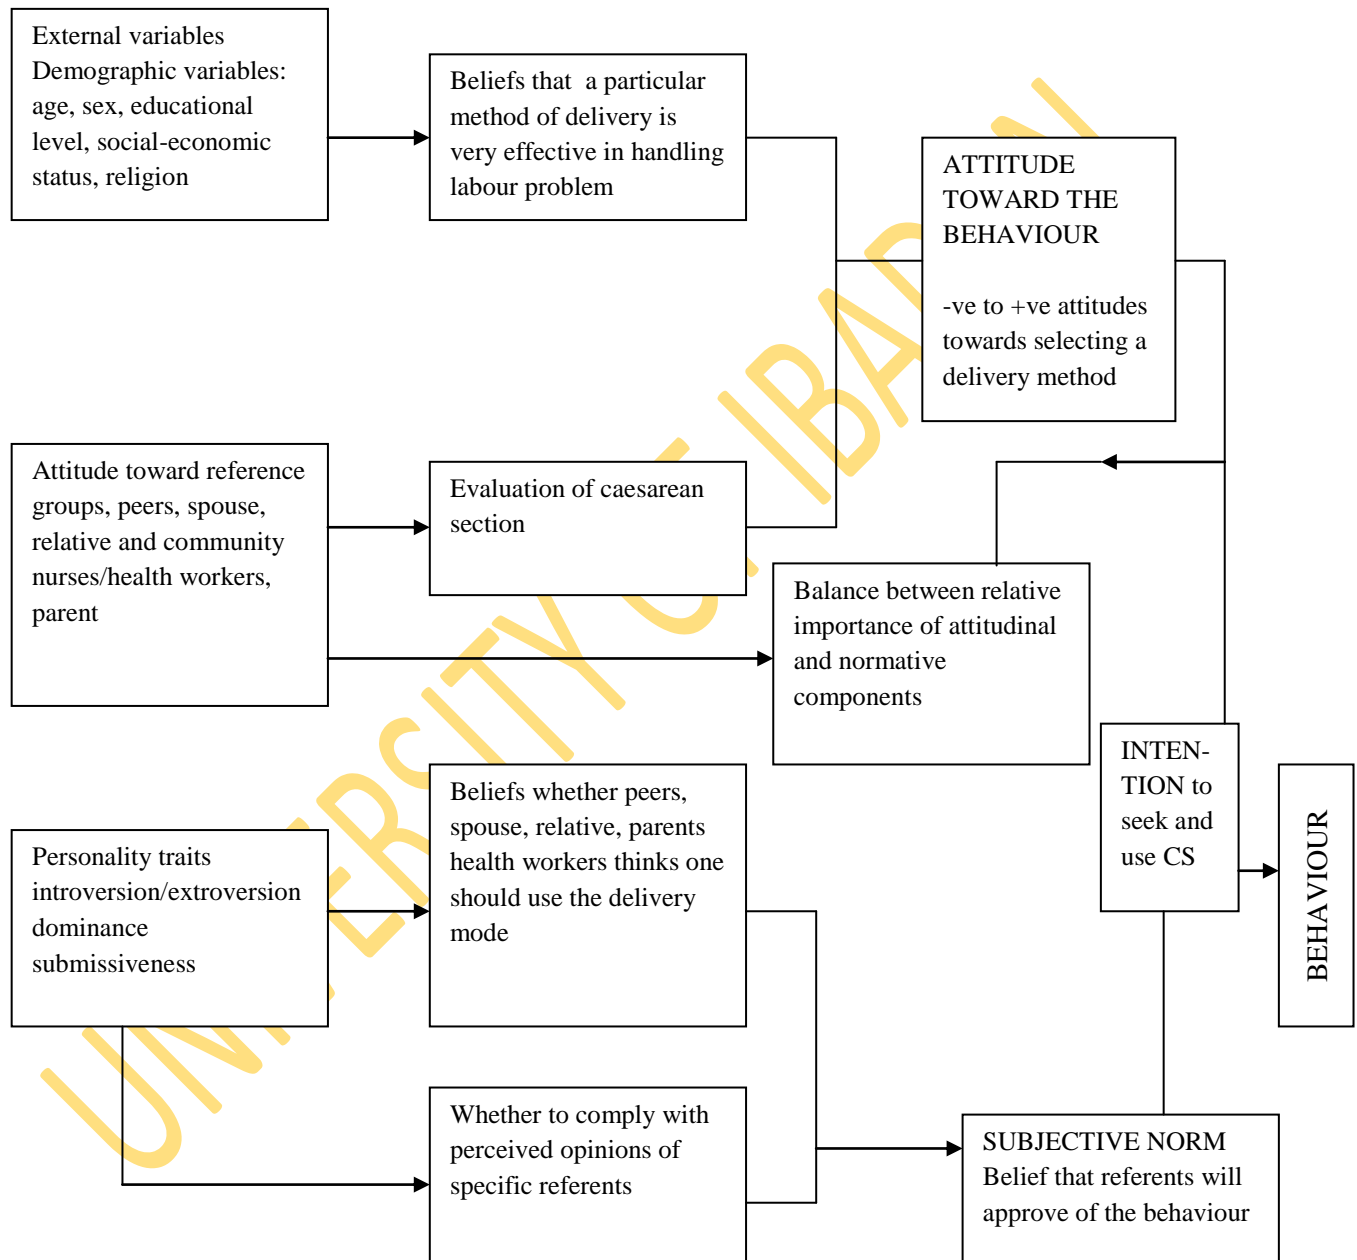 External variables
Demographic variables:
age, sex, educational
level, social-economic
status, religion
Beliefs that a particular
method of delivery is
very effective in handling
labour problem
ATTITUDE
TOWARD THE
BEHAVIOUR
-ve to +ve attitudes
towards selecting a
delivery method
Attitude toward reference
groups, peers, spouse,
relative and community
nurses/health workers,
parent
Evaluation of caesarean
section
Balance between relative
importance of attitudinal
and normative
components
INTEN-
TION to
seek and
use CS
BEHAVIOUR
Personality traits
introversion/extroversion
dominance
submissiveness
Beliefs whether peers,
spouse, relative, parents
health workers thinks one
should use the delivery
mode
Whether to comply with
perceived opinions of
specific referents
SUBJECTIVE NORM
Belief that referents will
approve of the behaviour
UNIVERSITY OF IBADAN